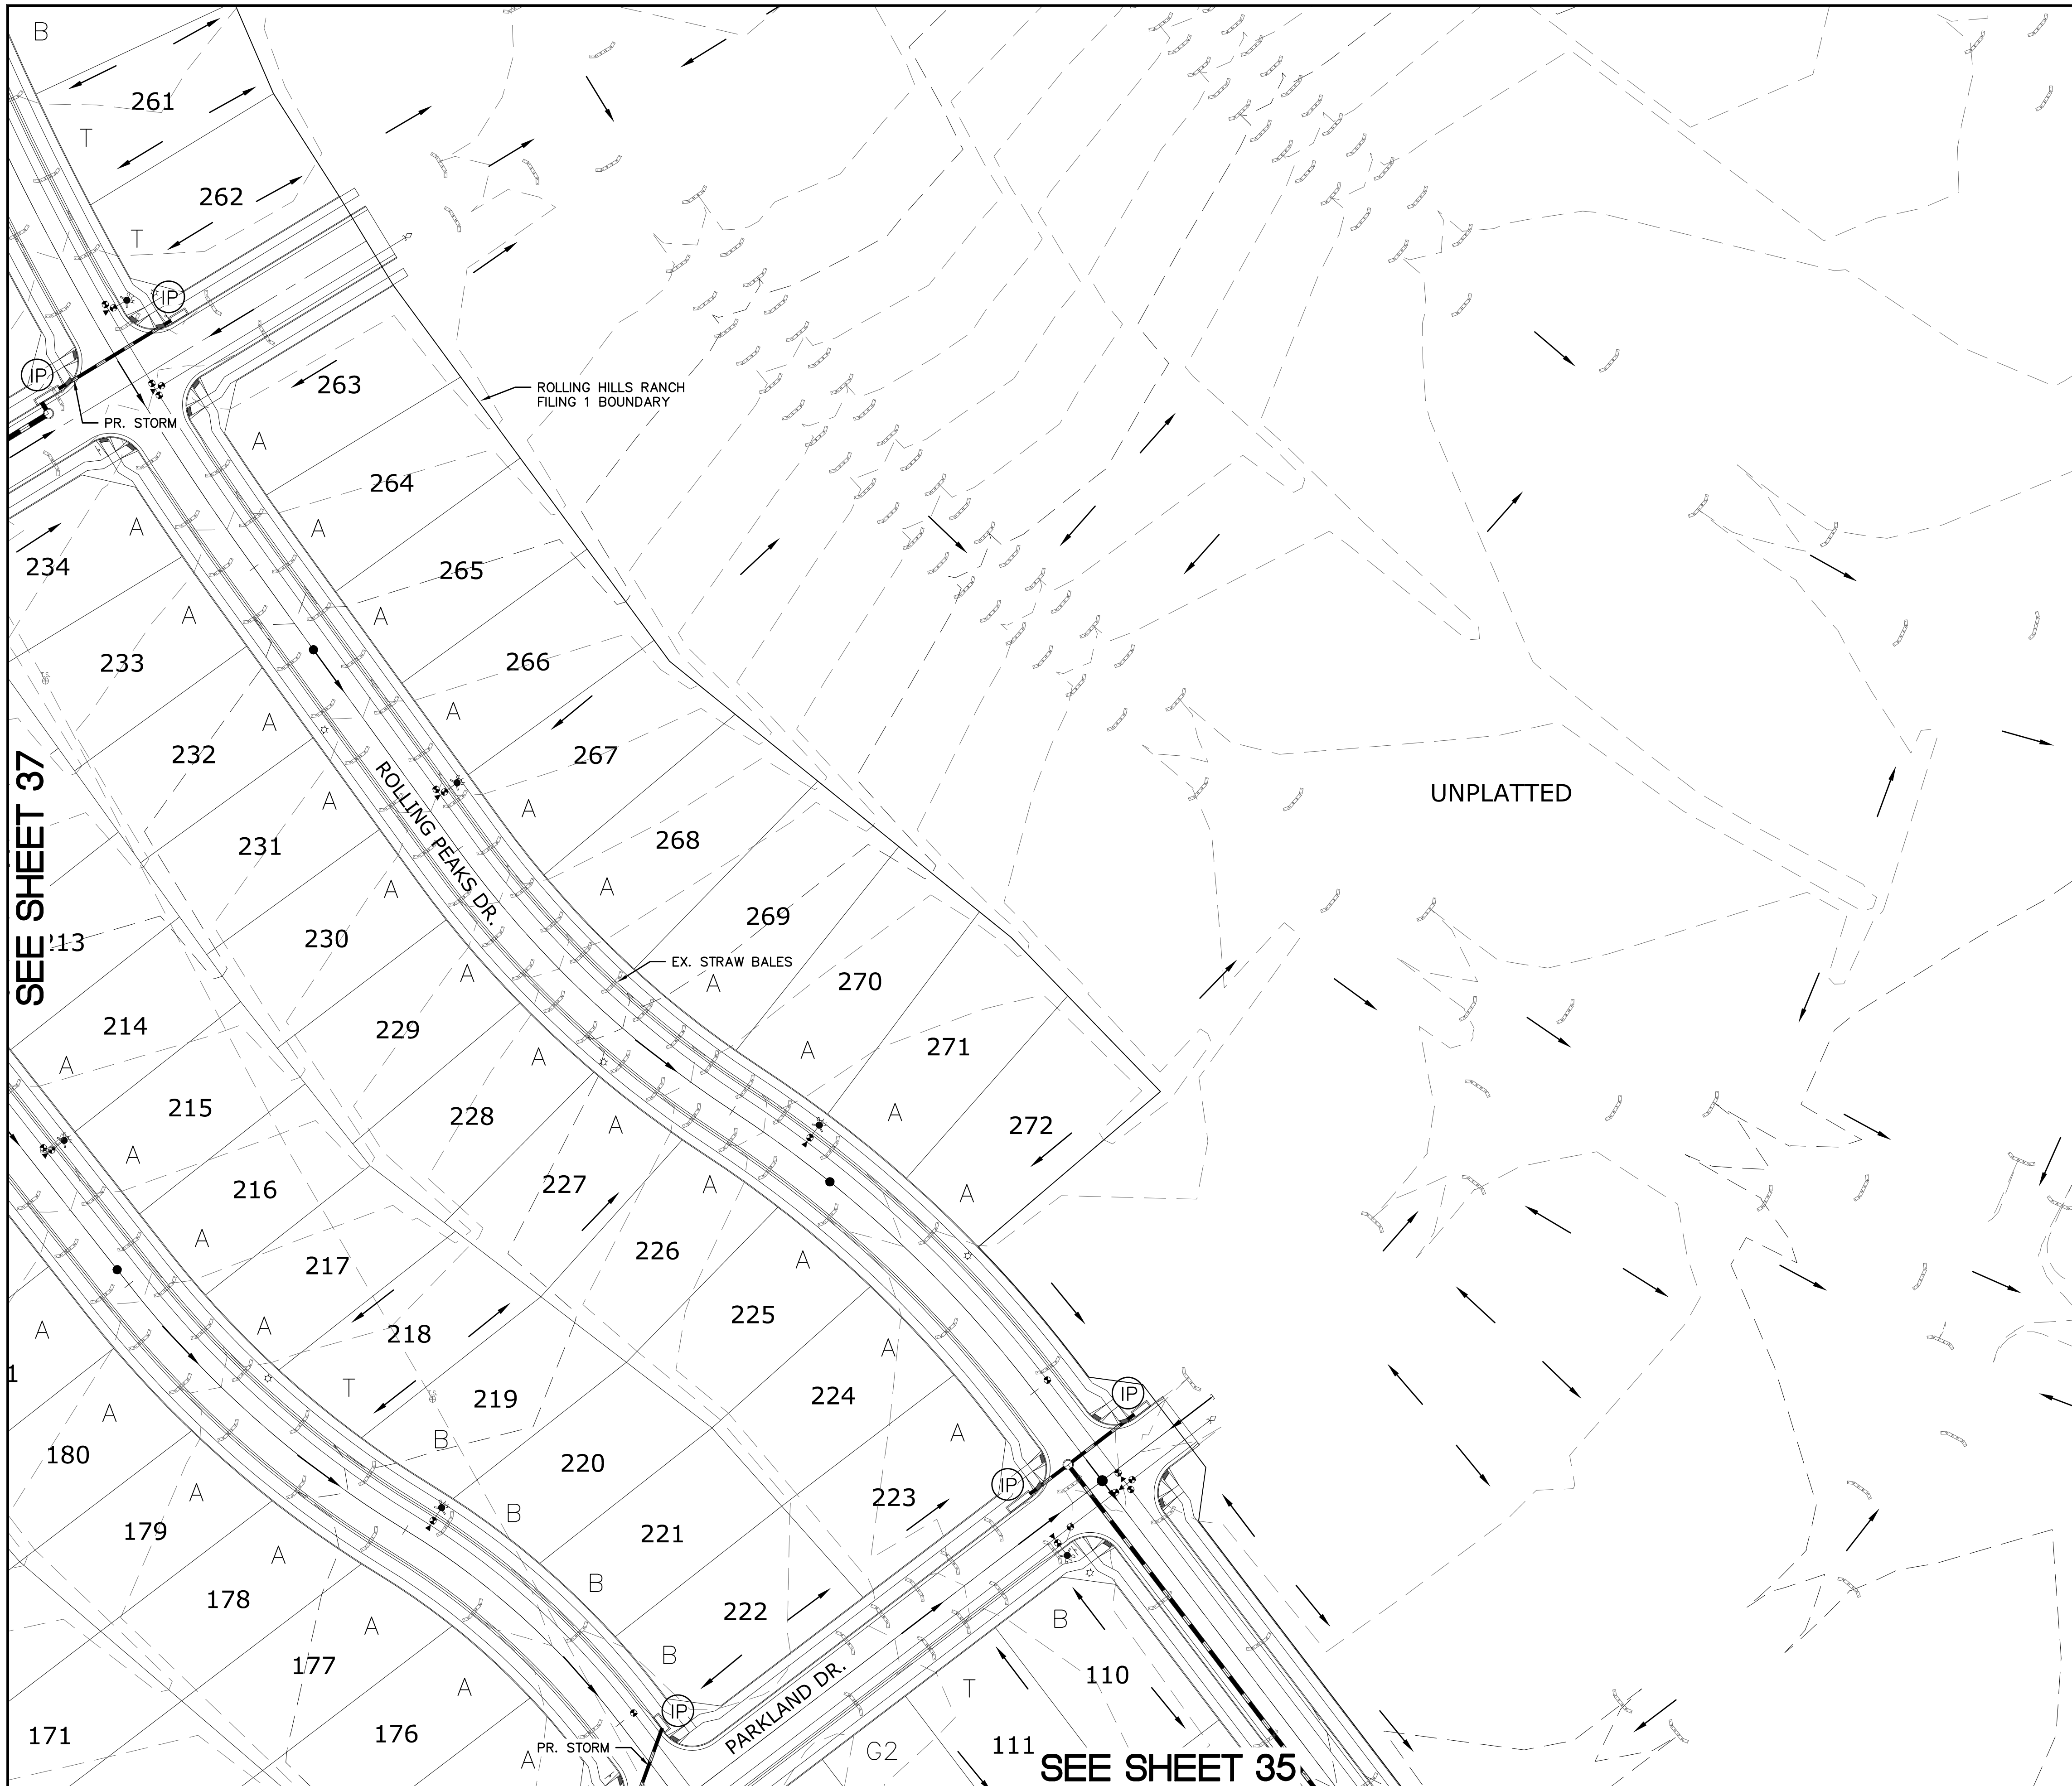 B
261
T
262
T
IP
IP
263
ROLLING HILLS RANCH
FILING 1 BOUNDARY
PR. STORM
A
264
A
A
234
265
A
A
233
266
A
A
232
267
SEE SHEET 37
ROLLING PEAKS DR.
A
A
UNPLATTED
231
268
A
A
269
230
EX. STRAW BALES
A
A
270
214
229
A
271
A
A
215
228
A
A
272
A
216
227
A
A
A
226
217
A
225
218
A
A
A
224
T
IP
219
A
A
B
180
220
IP
223
A
B
179
221
A
B
222
178
B
A
B
177
110
T
A
IP
PARKLAND DR.
171
176
A
PR. STORM
G2
111
SEE SHEET 35